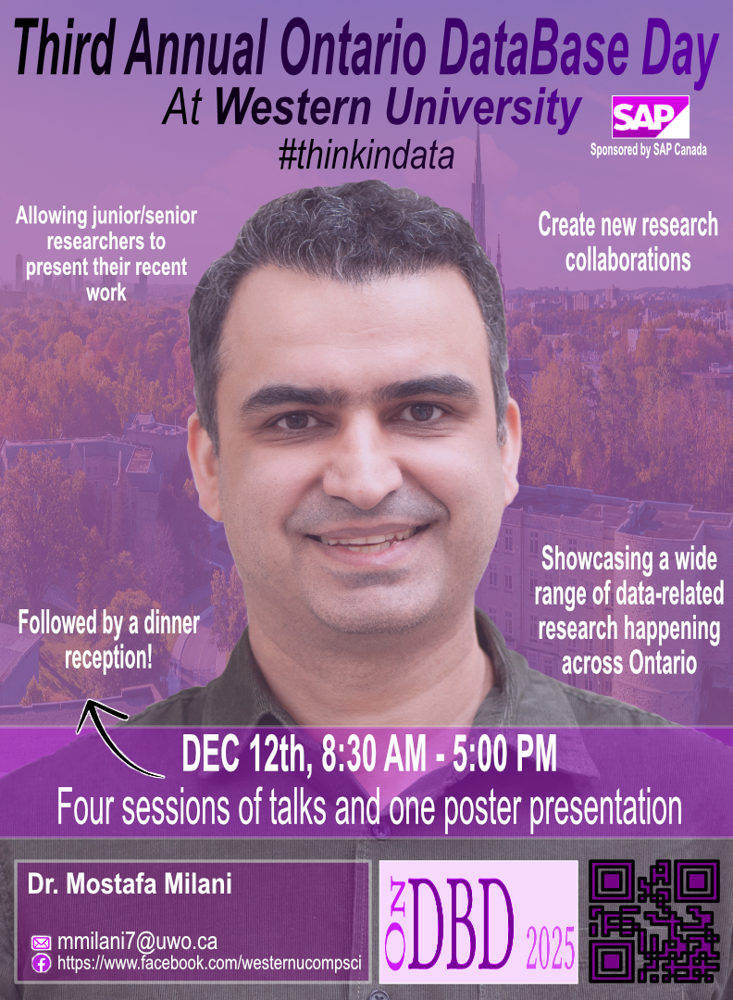 Third Annual Ontario DataBase Day
At Western University
#thinkindata
SAP
Sponsored by SAP Canada
Allowing junior/senior
researchers to
present their recent
work
Create new research
collaborations
Showcasing a wide
range of data-related
research happening
across Ontario
Followed by a dinner
reception!
DEC 12th, 8:30 AM - 5:00 PM
Four sessions of talks and one poster presentation
Dr. Mostafa Milani
mmilani7@uwo.ca
https://www.facebook.com/westernucompsci
ON DBD 2025